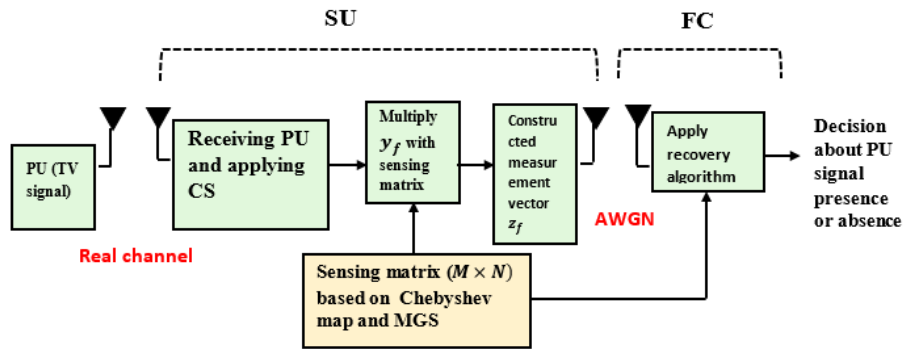 SU
FC
PU (TV
signal)
Real channel
Receiving PU
and applying
CS
Multiply
y_f with
sensing
matrix
Constru
cted
measur
ement
vector
z_f
AWGN
Apply
recovery
algorithm
Decision
about PU
signal
presence
or absence
Sensing matrix (M × N)
based on Chebyshev
map and MGS